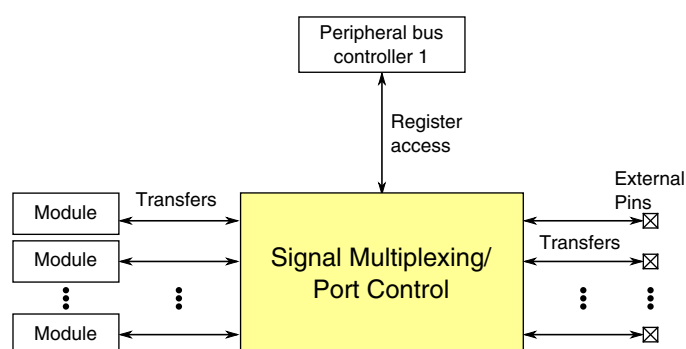 Peripheral bus
controller 1
Register
access
External
Pins
Module
Transfers
Signal Multiplexing/
Port Control
Transfers
Module
Module